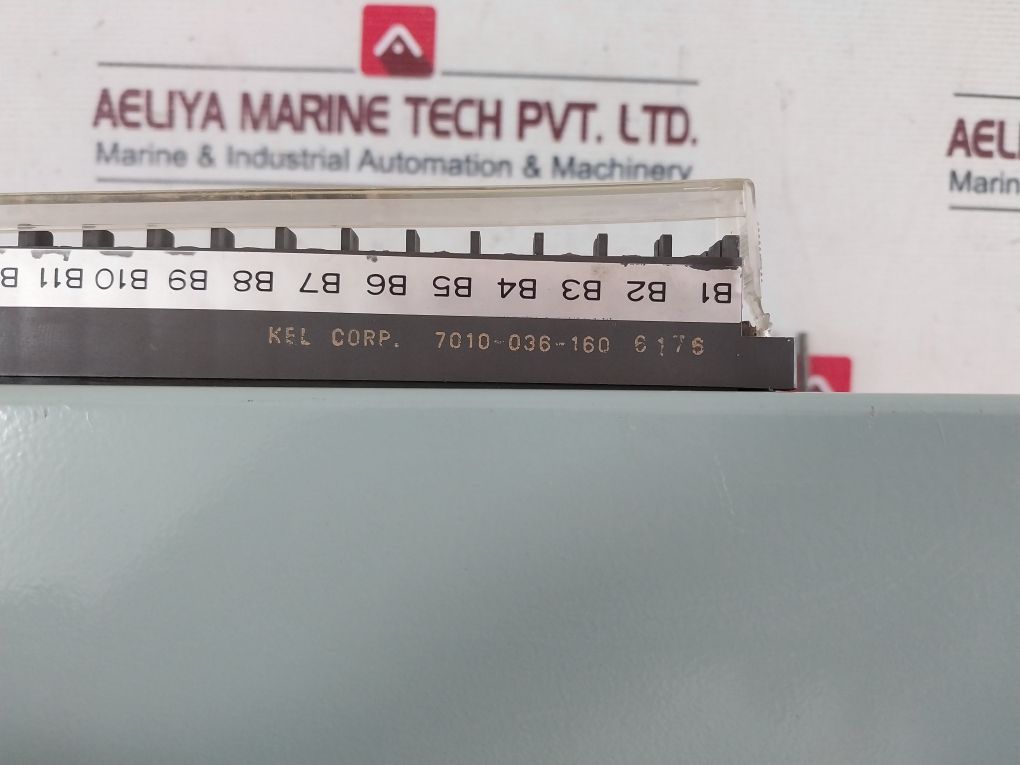 AELIYA MARINE TECH PVT. LTD.
Marine & Industrial Automation & Machinery
AEL
Marin
B11 B10 B9 B8 B7 B6 B5 B4 B3 B2 B1
KEL CORP. 7010-036-160 6176